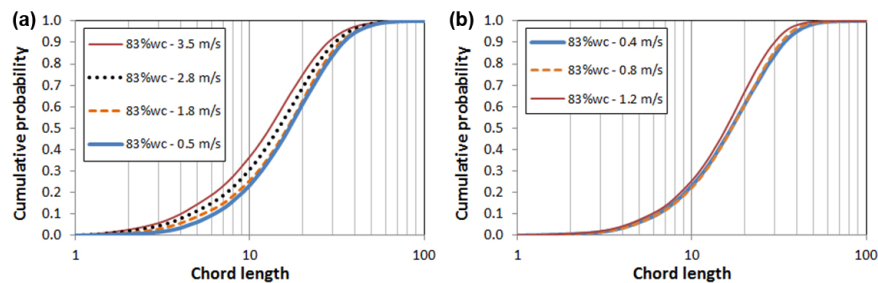 (a)
Cumulative probability
1.0
0.9
0.8
0.7
0.6
0.5
0.4
0.3
0.2
0.1
0.0
83%wc - 3.5 m/s
83%wc - 2.8 m/s
83%wc - 1.8 m/s
83%wc - 0.5 m/s
1 10 100
Chord length
(b)
Cumulative probability
1.0
0.9
0.8
0.7
0.6
0.5
0.4
0.3
0.2
0.1
0.0
83%wc - 0.4 m/s
83%wc - 0.8 m/s
83%wc - 1.2 m/s
1 10 100
Chord length